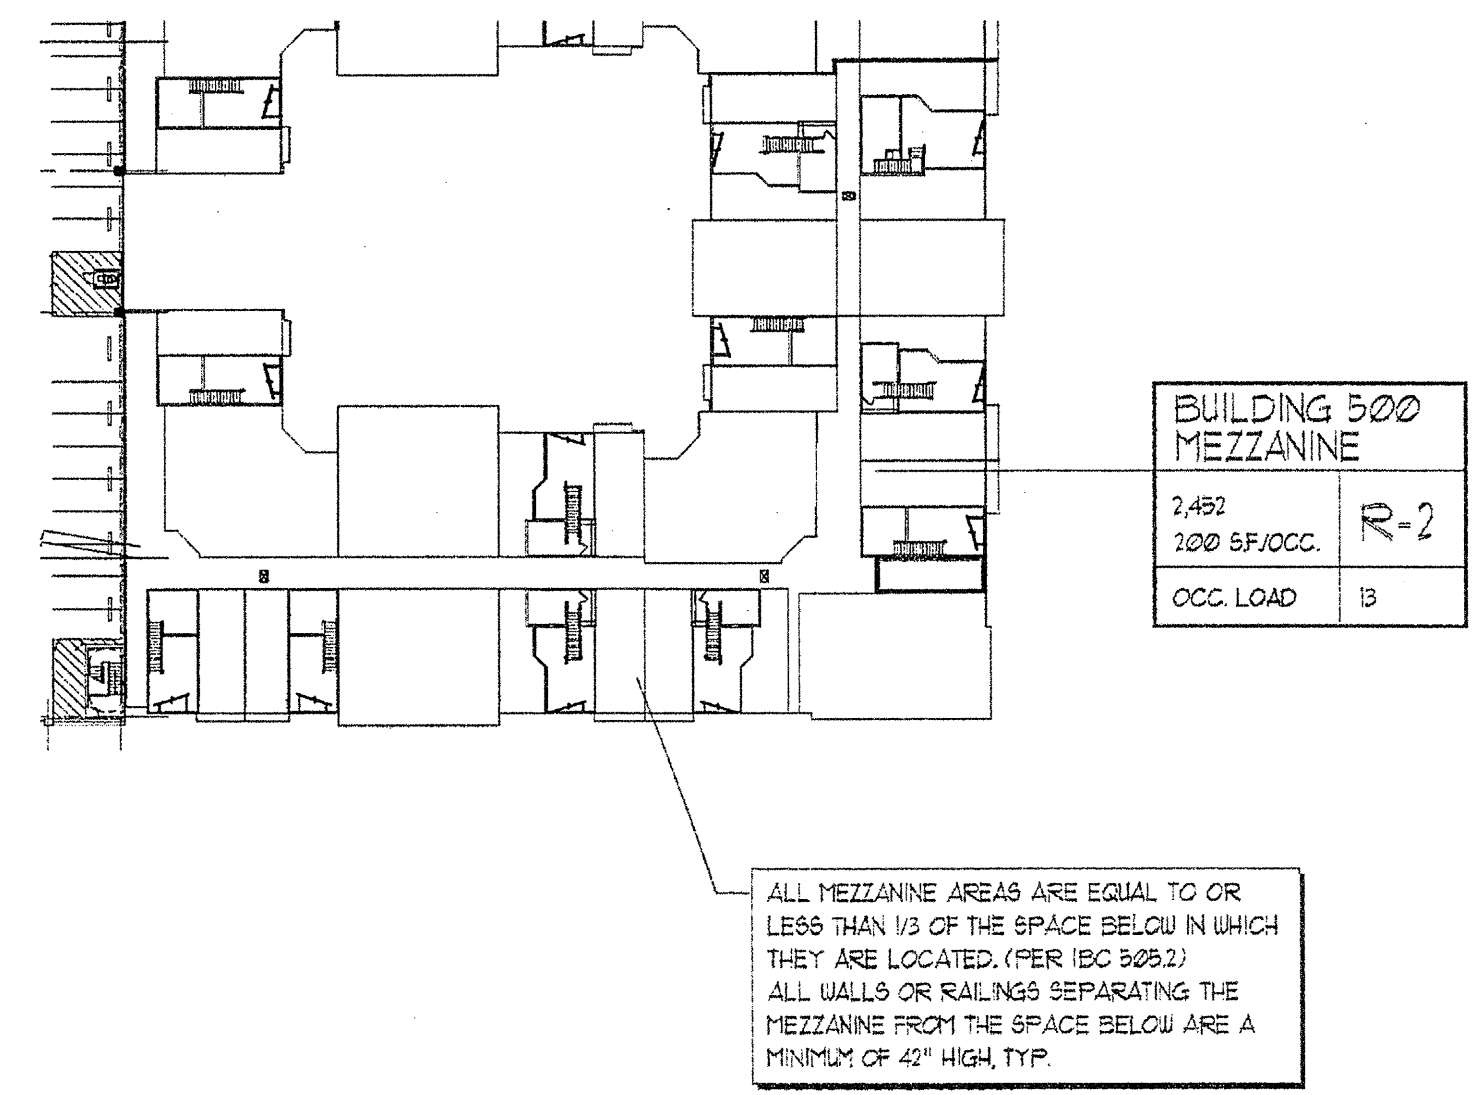 BUILDING 500
MEZZANINE
2,452
200 S.F./OCC.
R-2
OCC. LOAD
13
ALL MEZZANINE AREAS ARE EQUAL TO OR
LESS THAN 1/3 OF THE SPACE BELOW IN WHICH
THEY ARE LOCATED. (PER IBC 505.2)
ALL WALLS OR RAILINGS SEPARATING THE
MEZZANINE FROM THE SPACE BELOW ARE A
MINIMUM OF 42" HIGH, TYP.